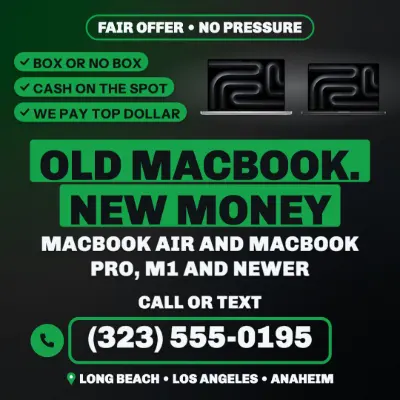 FAIR OFFER • NO PRESSURE
BOX OR NO BOX
CASH ON THE SPOT
WE PAY TOP DOLLAR
OLD MACBOOK.
NEW MONEY
MACBOOK AIR AND MACBOOK
PRO, M1 AND NEWER
CALL OR TEXT
(323) 555-0195
LONG BEACH • LOS ANGELES • ANAHEIM